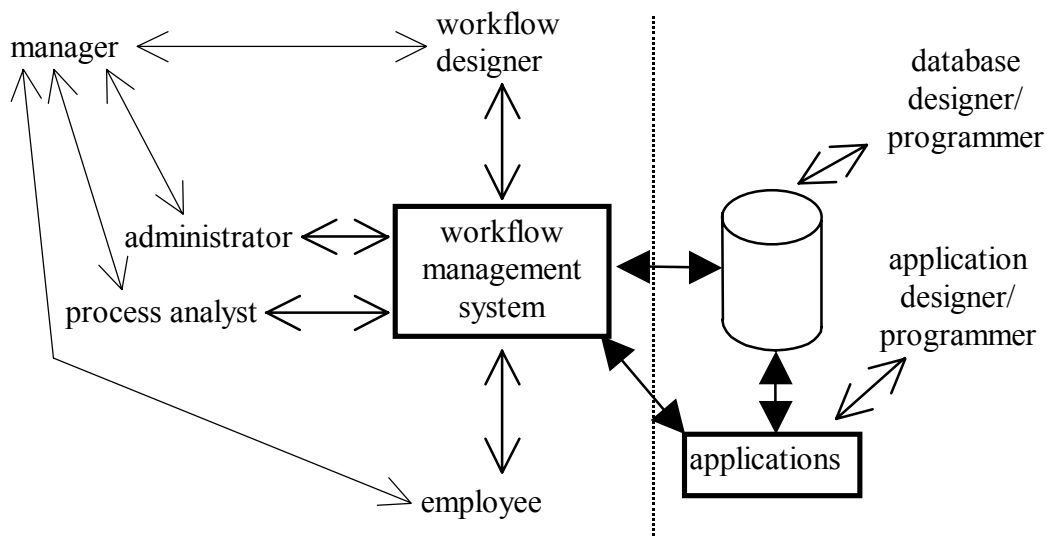 manager
workflow
designer
database
designer/
programmer
administrator
workflow
management
system
process analyst
application
designer/
programmer
applications
employee